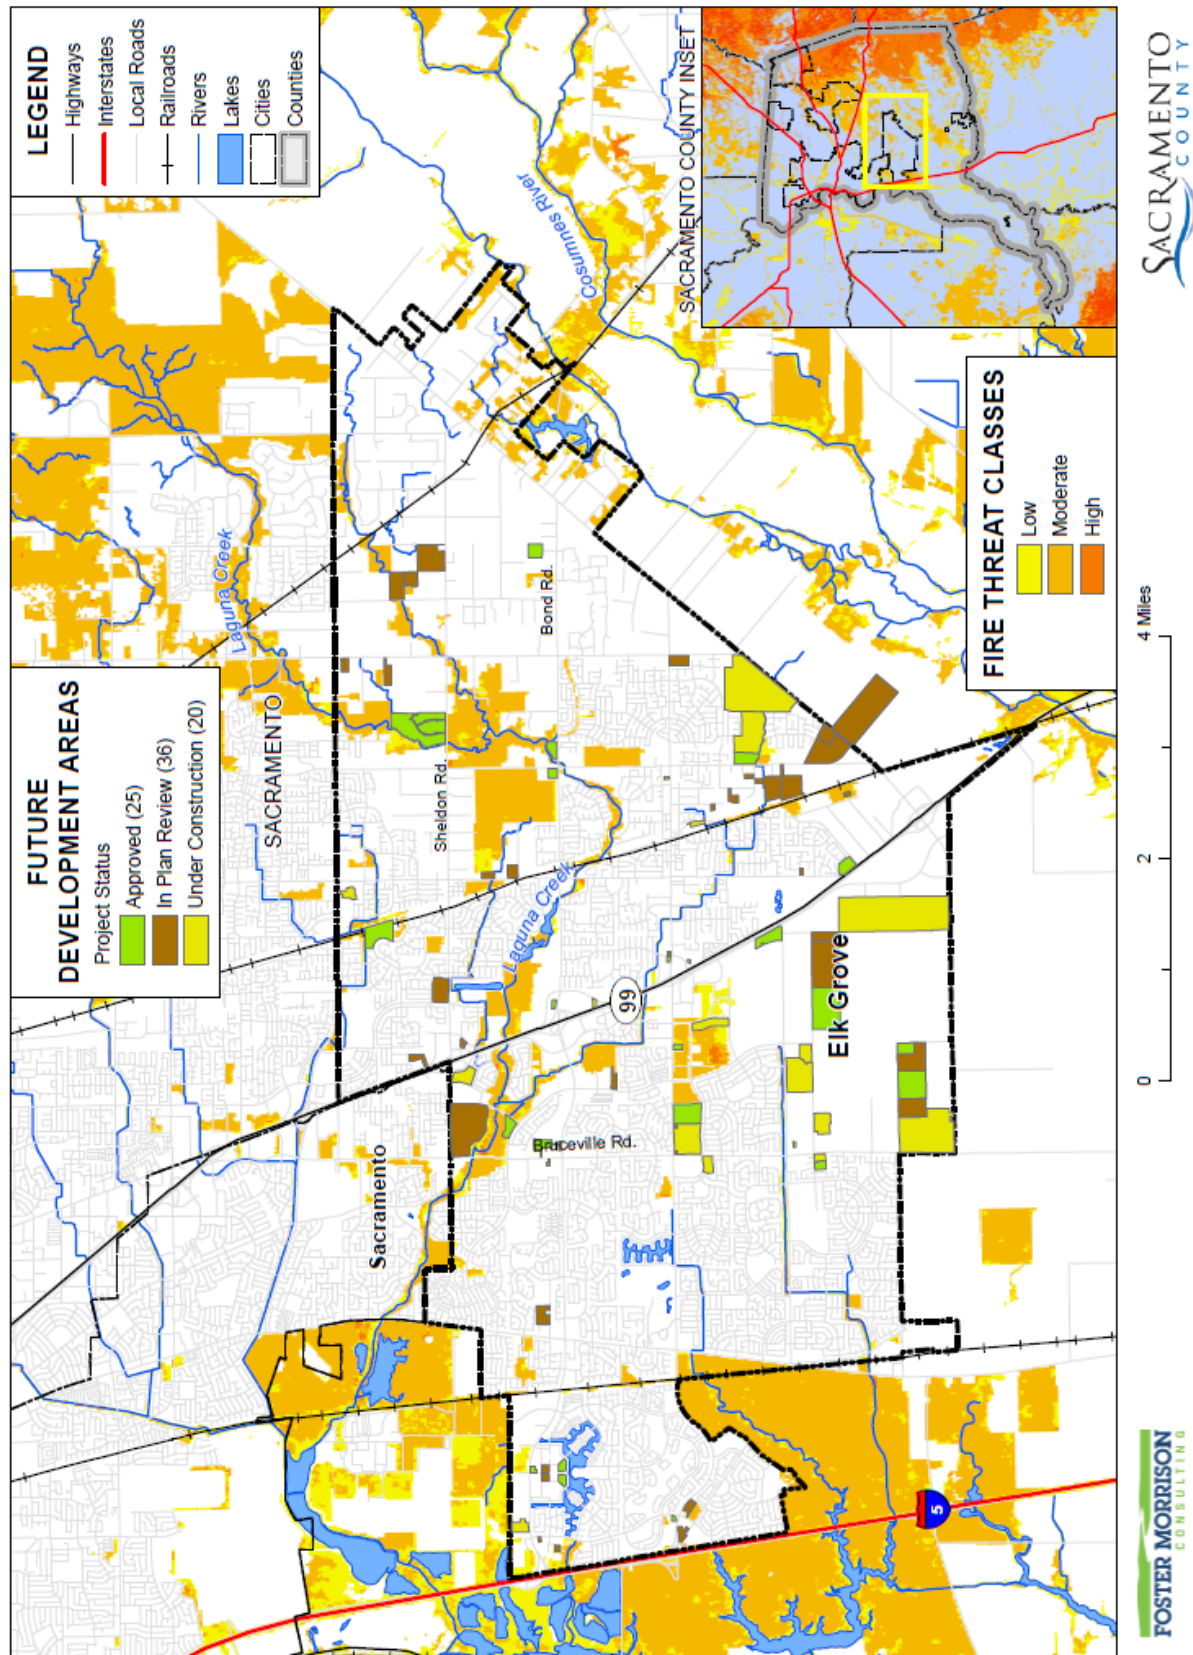 LEGEND
Highways
Interstates
Local Roads
Railroads
Rivers
Lakes
Cities
Counties
FUTURE
DEVELOPMENT AREAS
Project Status
Approved (25)
In Plan Review (36)
Under Construction (20)
SACRAMENTO
Laguna Creek
Cosumnes River
SACRAMENTO COUNTY INSET
Sacramento
Sheldon Rd.
Laguna Creek
Bond Rd.
99
Bruceville Rd.
Elk Grove
5
FIRE THREAT CLASSES
Low
Moderate
High
0 2 4 Miles
FOSTER MORRISON
CONSULTING
SACRAMENTO
COUNTY